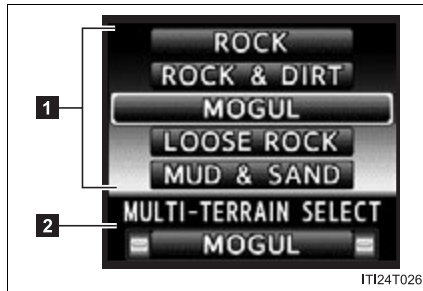 ROCK
ROCK & DIRT
1
MOGUL
LOOSE ROCK
MUD & SAND
MULTI-TERRAIN SELECT
2
MOGUL
ITI24T026